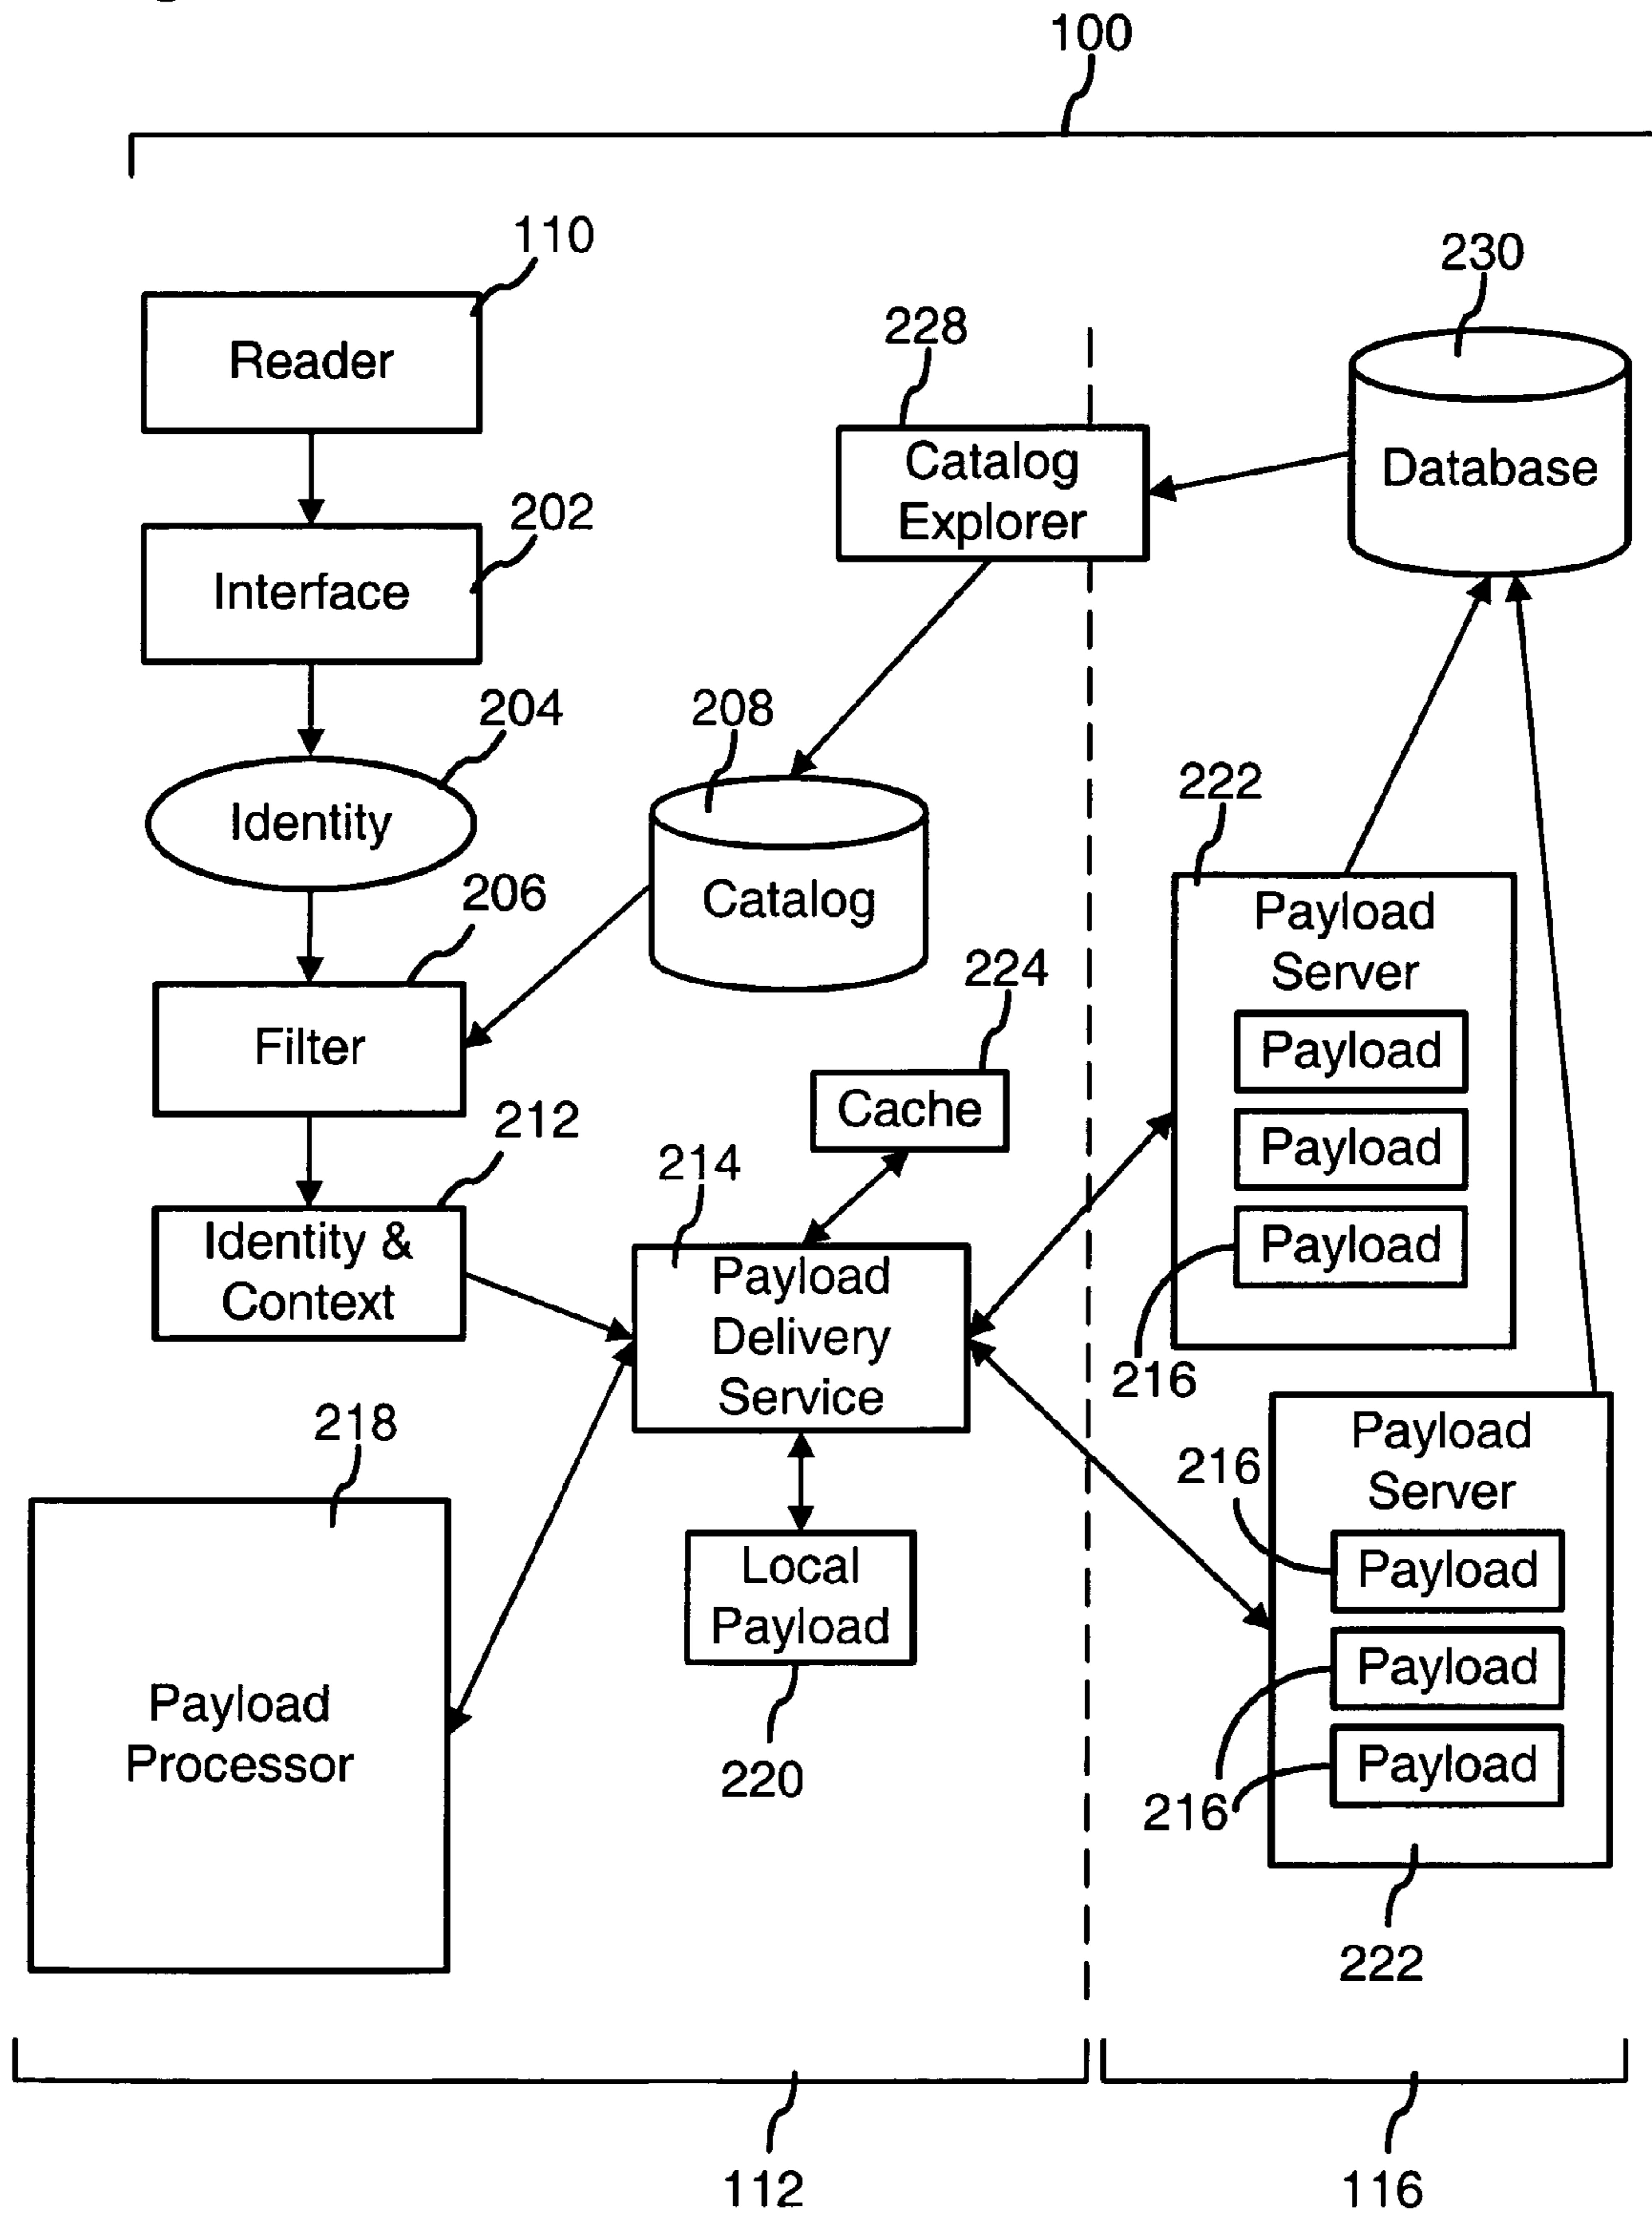 100
110
Reader
230
228
Catalog
Explorer
Database
202
Interface
204
208
Identity
222
206
Catalog
Payload
Server
224
Filter
Payload
Cache
212
214
Payload
Identity &
Context
Payload
Delivery
Service
Payload
216
218
Payload
Server
216
Local
Payload
Payload
Payload
Payload
Processor
220
Payload
216
222
112
116